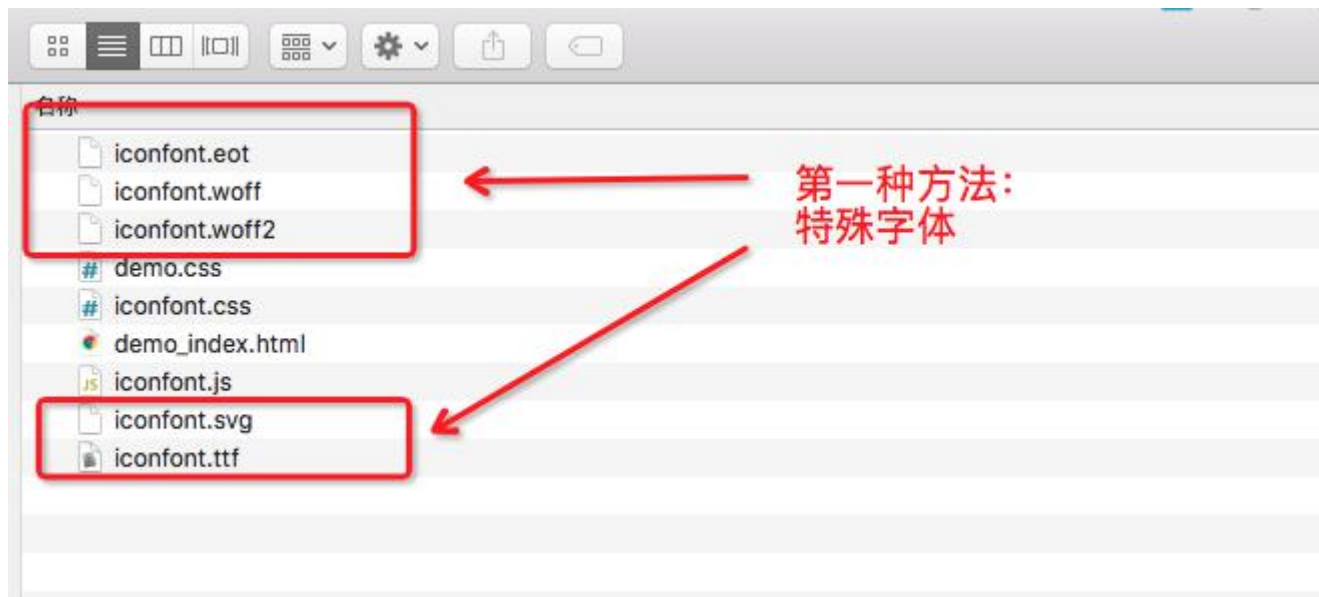 名称
iconfont.eot
iconfont.woff
iconfont.woff2
demo.css
iconfont.css
demo_index.html
iconfont.js
iconfont.svg
iconfont.ttf
第一种方法：
特殊字体